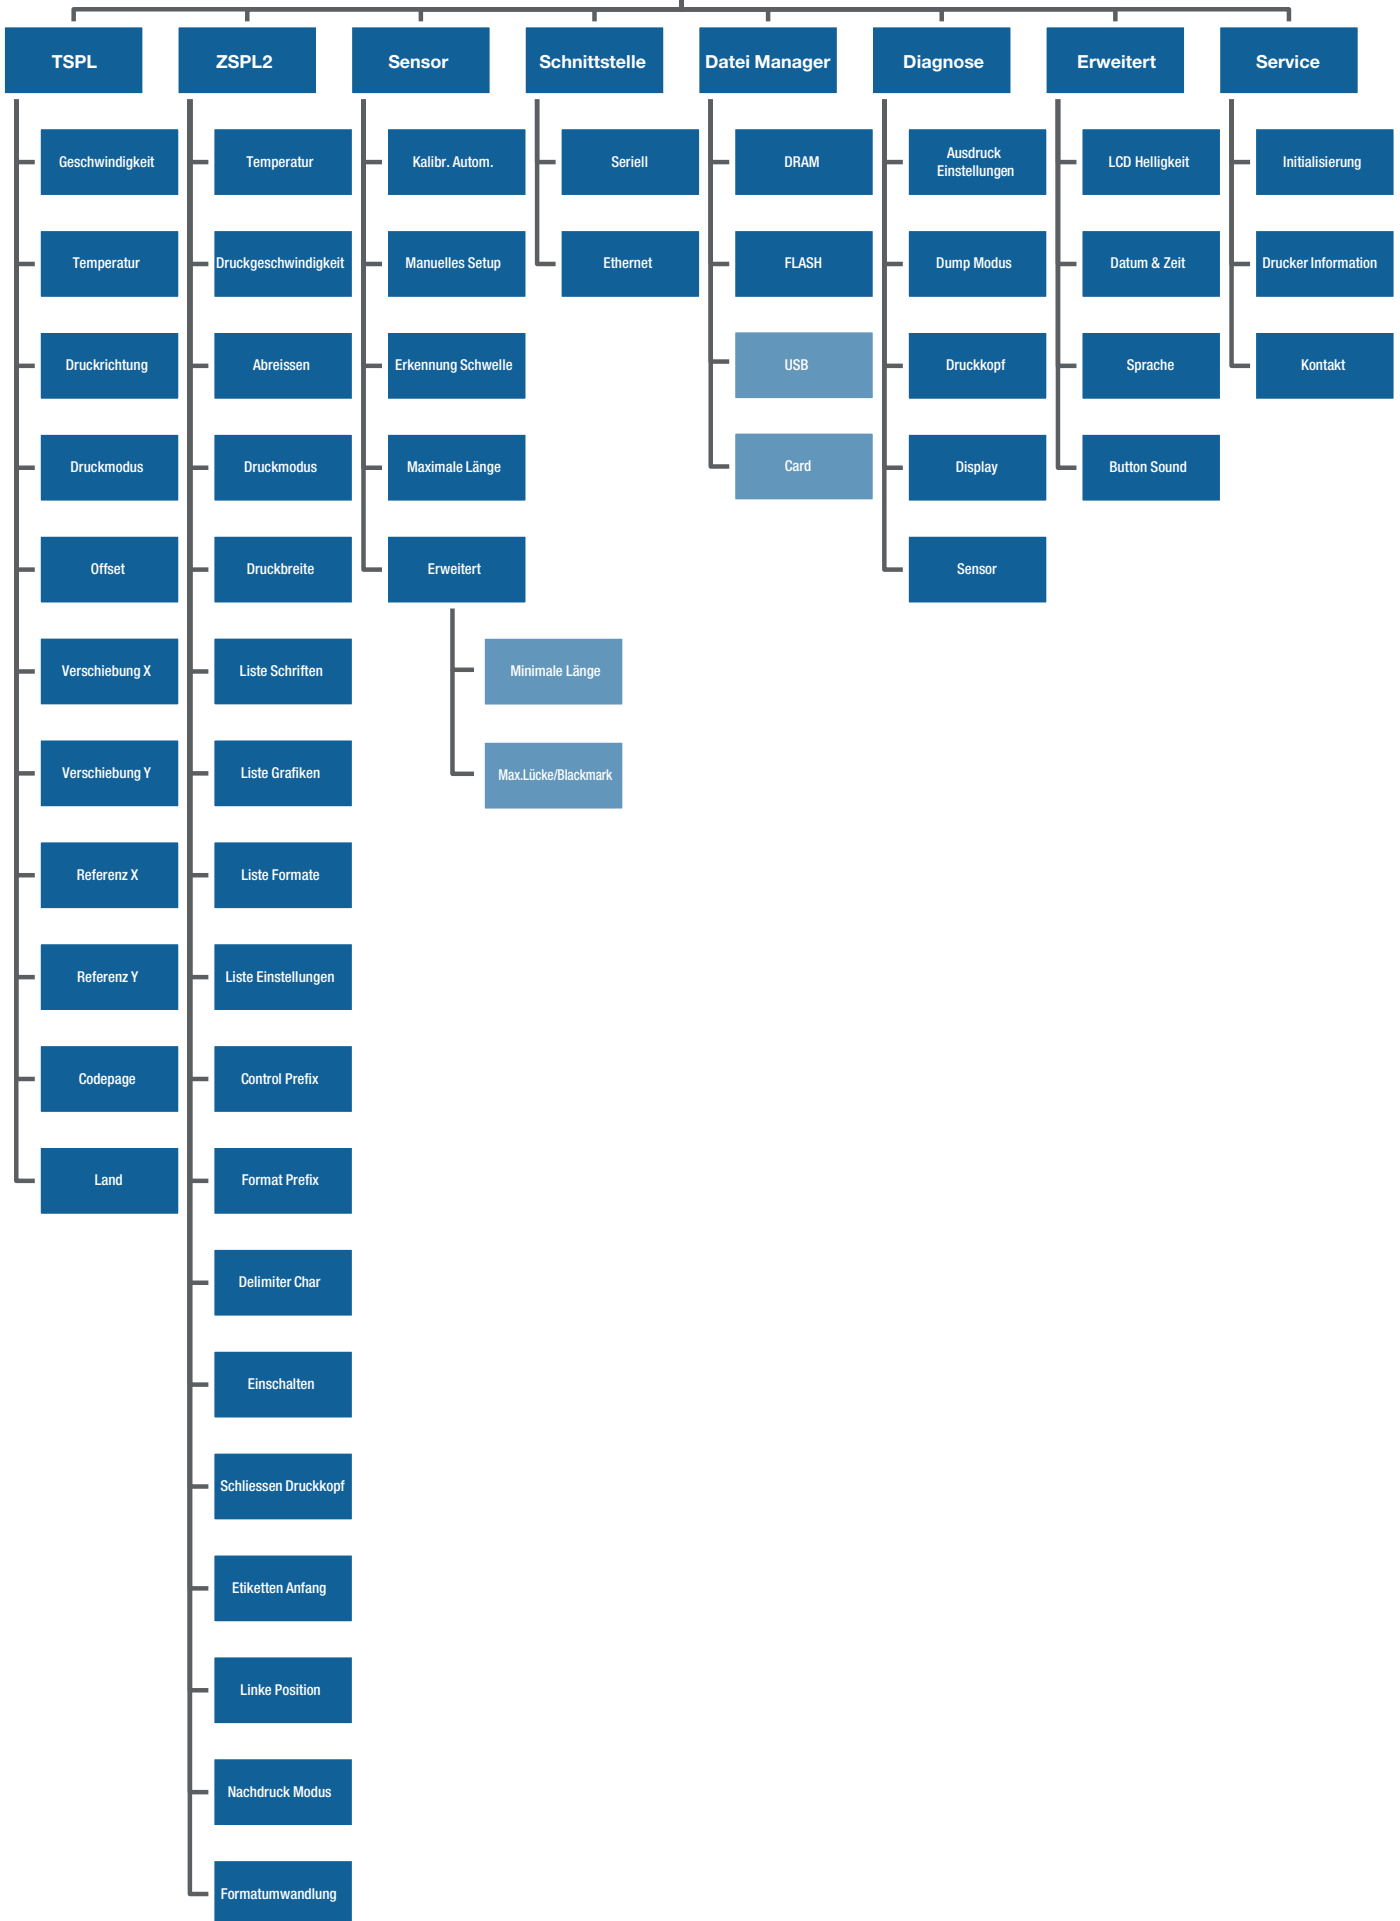 TSPL
ZSPL2
Sensor
Schnittstelle
Datei Manager
Diagnose
Erweitert
Service
Geschwindigkeit
Temperatur
Druckrichtung
Druckmodus
Offset
Verschiebung X
Verschiebung Y
Referenz X
Referenz Y
Codepage
Land
Temperatur
Druckgeschwindigkeit
Abreissen
Druckmodus
Druckbreite
Liste Schriften
Liste Grafiken
Liste Formate
Liste Einstellungen
Control Prefix
Format Prefix
Delimiter Char
Einschalten
Schliessen Druckkopf
Etiketten Anfang
Linke Position
Nachdruck Modus
Formatumwandlung
Kalibr. Autom.
Manuelles Setup
Erkennung Schwelle
Maximale Länge
Erweitert
Minimale Länge
Max.Lücke/Blackmark
Seriell
Ethernet
DRAM
FLASH
USB
Card
Ausdruck
Einstellungen
Dump Modus
Druckkopf
Display
Sensor
LCD Helligkeit
Datum & Zeit
Sprache
Button Sound
Initialisierung
Drucker Information
Kontakt